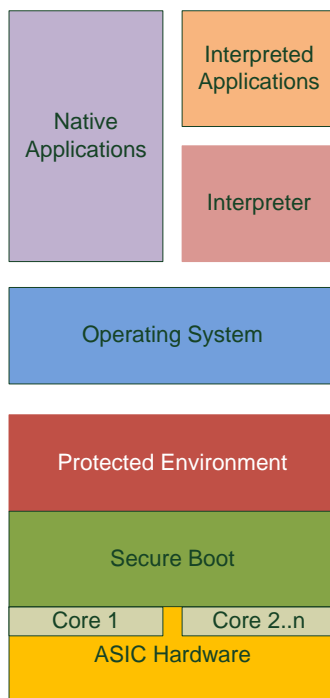 Native
Applications
Interpreted
Applications
Interpreter
Operating System
Protected Environment
Secure Boot
Core 1
Core 2..n
ASIC Hardware